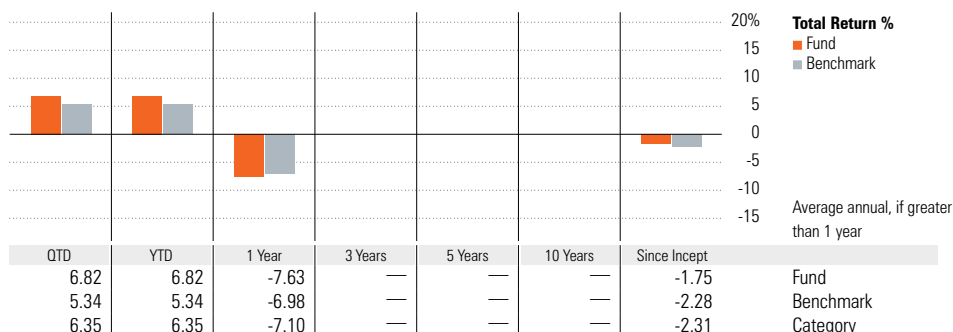 20%
15
10
5
0
-5
-10
-15
Total Return %
Fund
Benchmark
Average annual, if greater
than 1 year
QTD YTD 1 Year 3 Years 5 Years 10 Years Since Incept
6.82 6.82 -7.63 — — — -1.75 Fund
5.34 5.34 -6.98 — — — -2.28 Benchmark
6.35 6.35 -7.10 — — — -2.31 Category